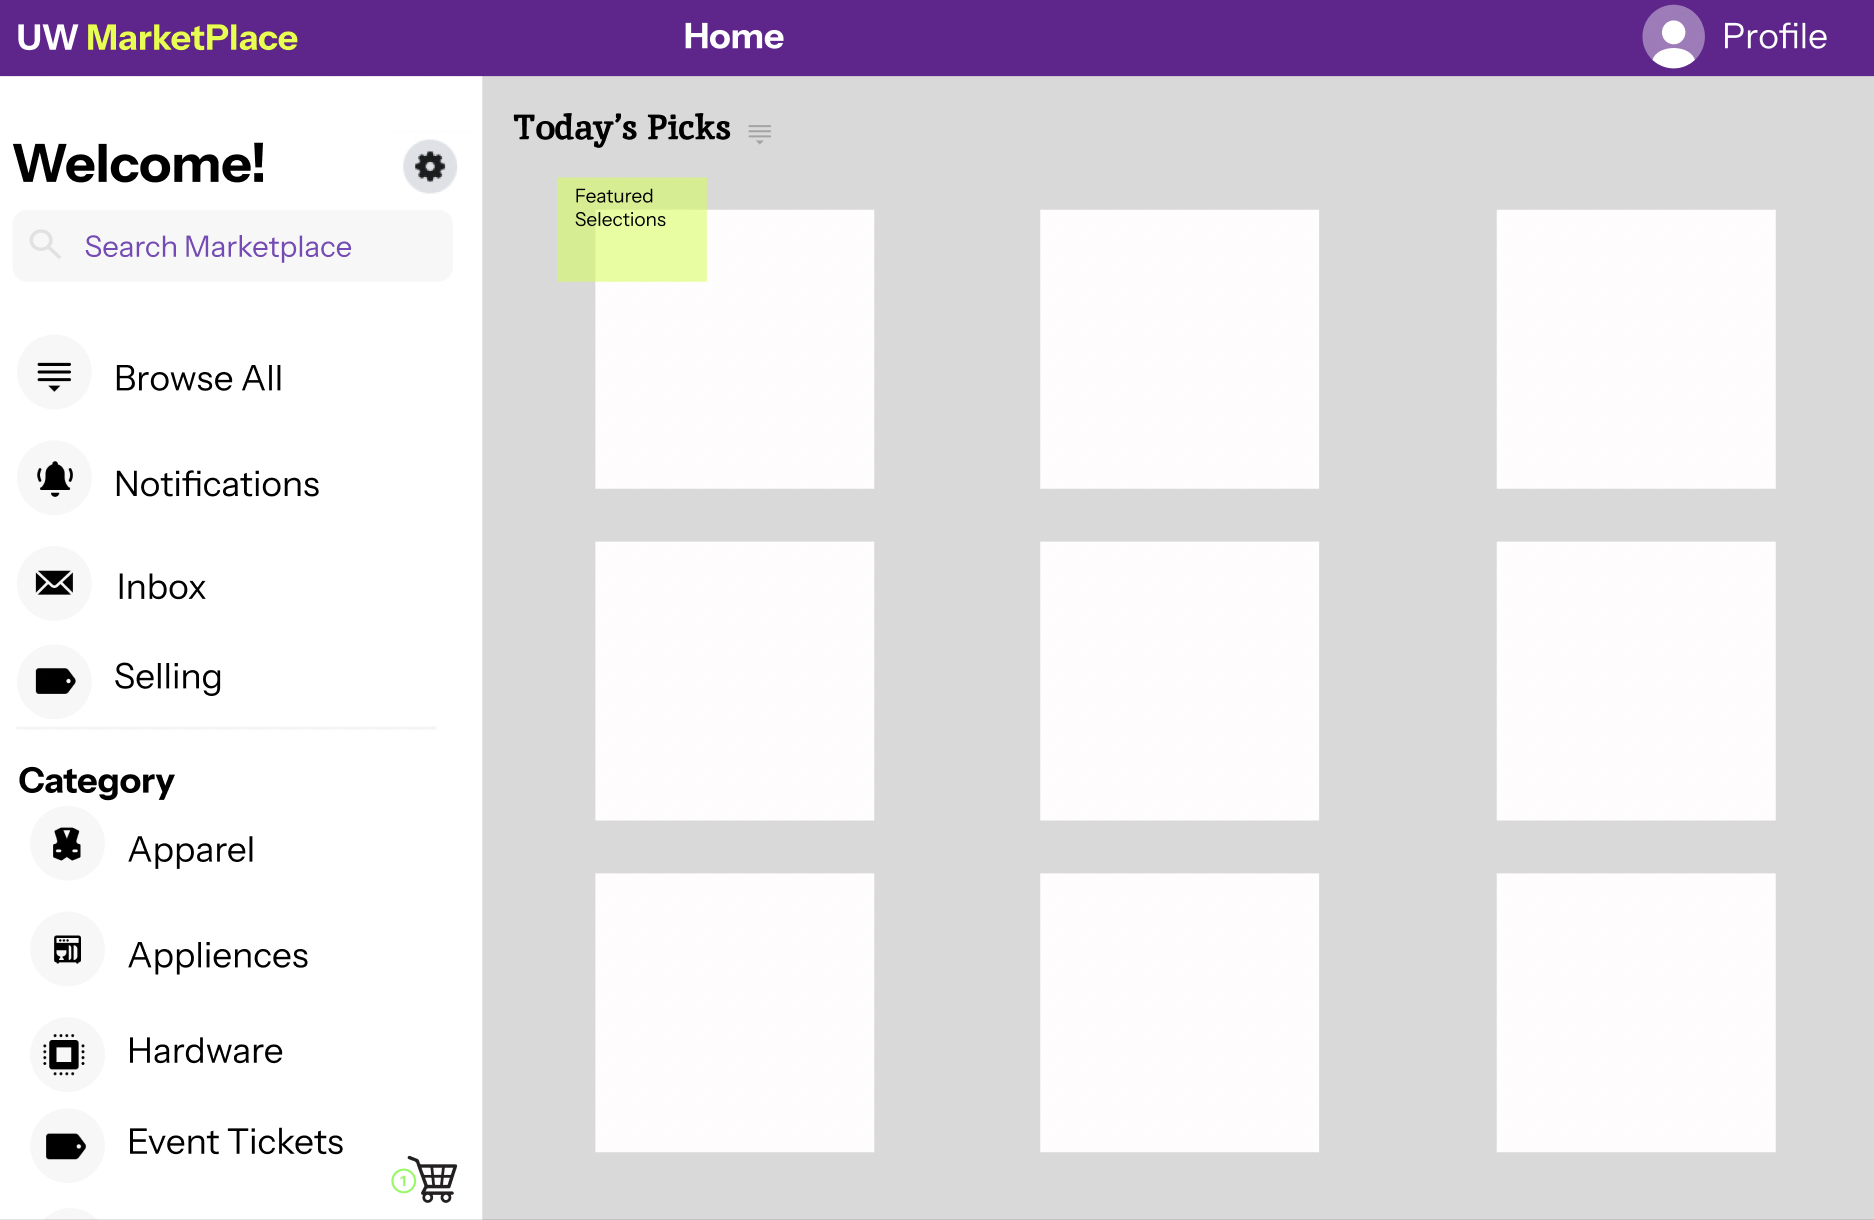 UW MarketPlace
Home
Profile
Welcome!
Search Marketplace
Browse All
Notifications
Inbox
Selling
Category
Apparel
Appliences
Hardware
Event Tickets
1
Today’s Picks
Featured
Selections